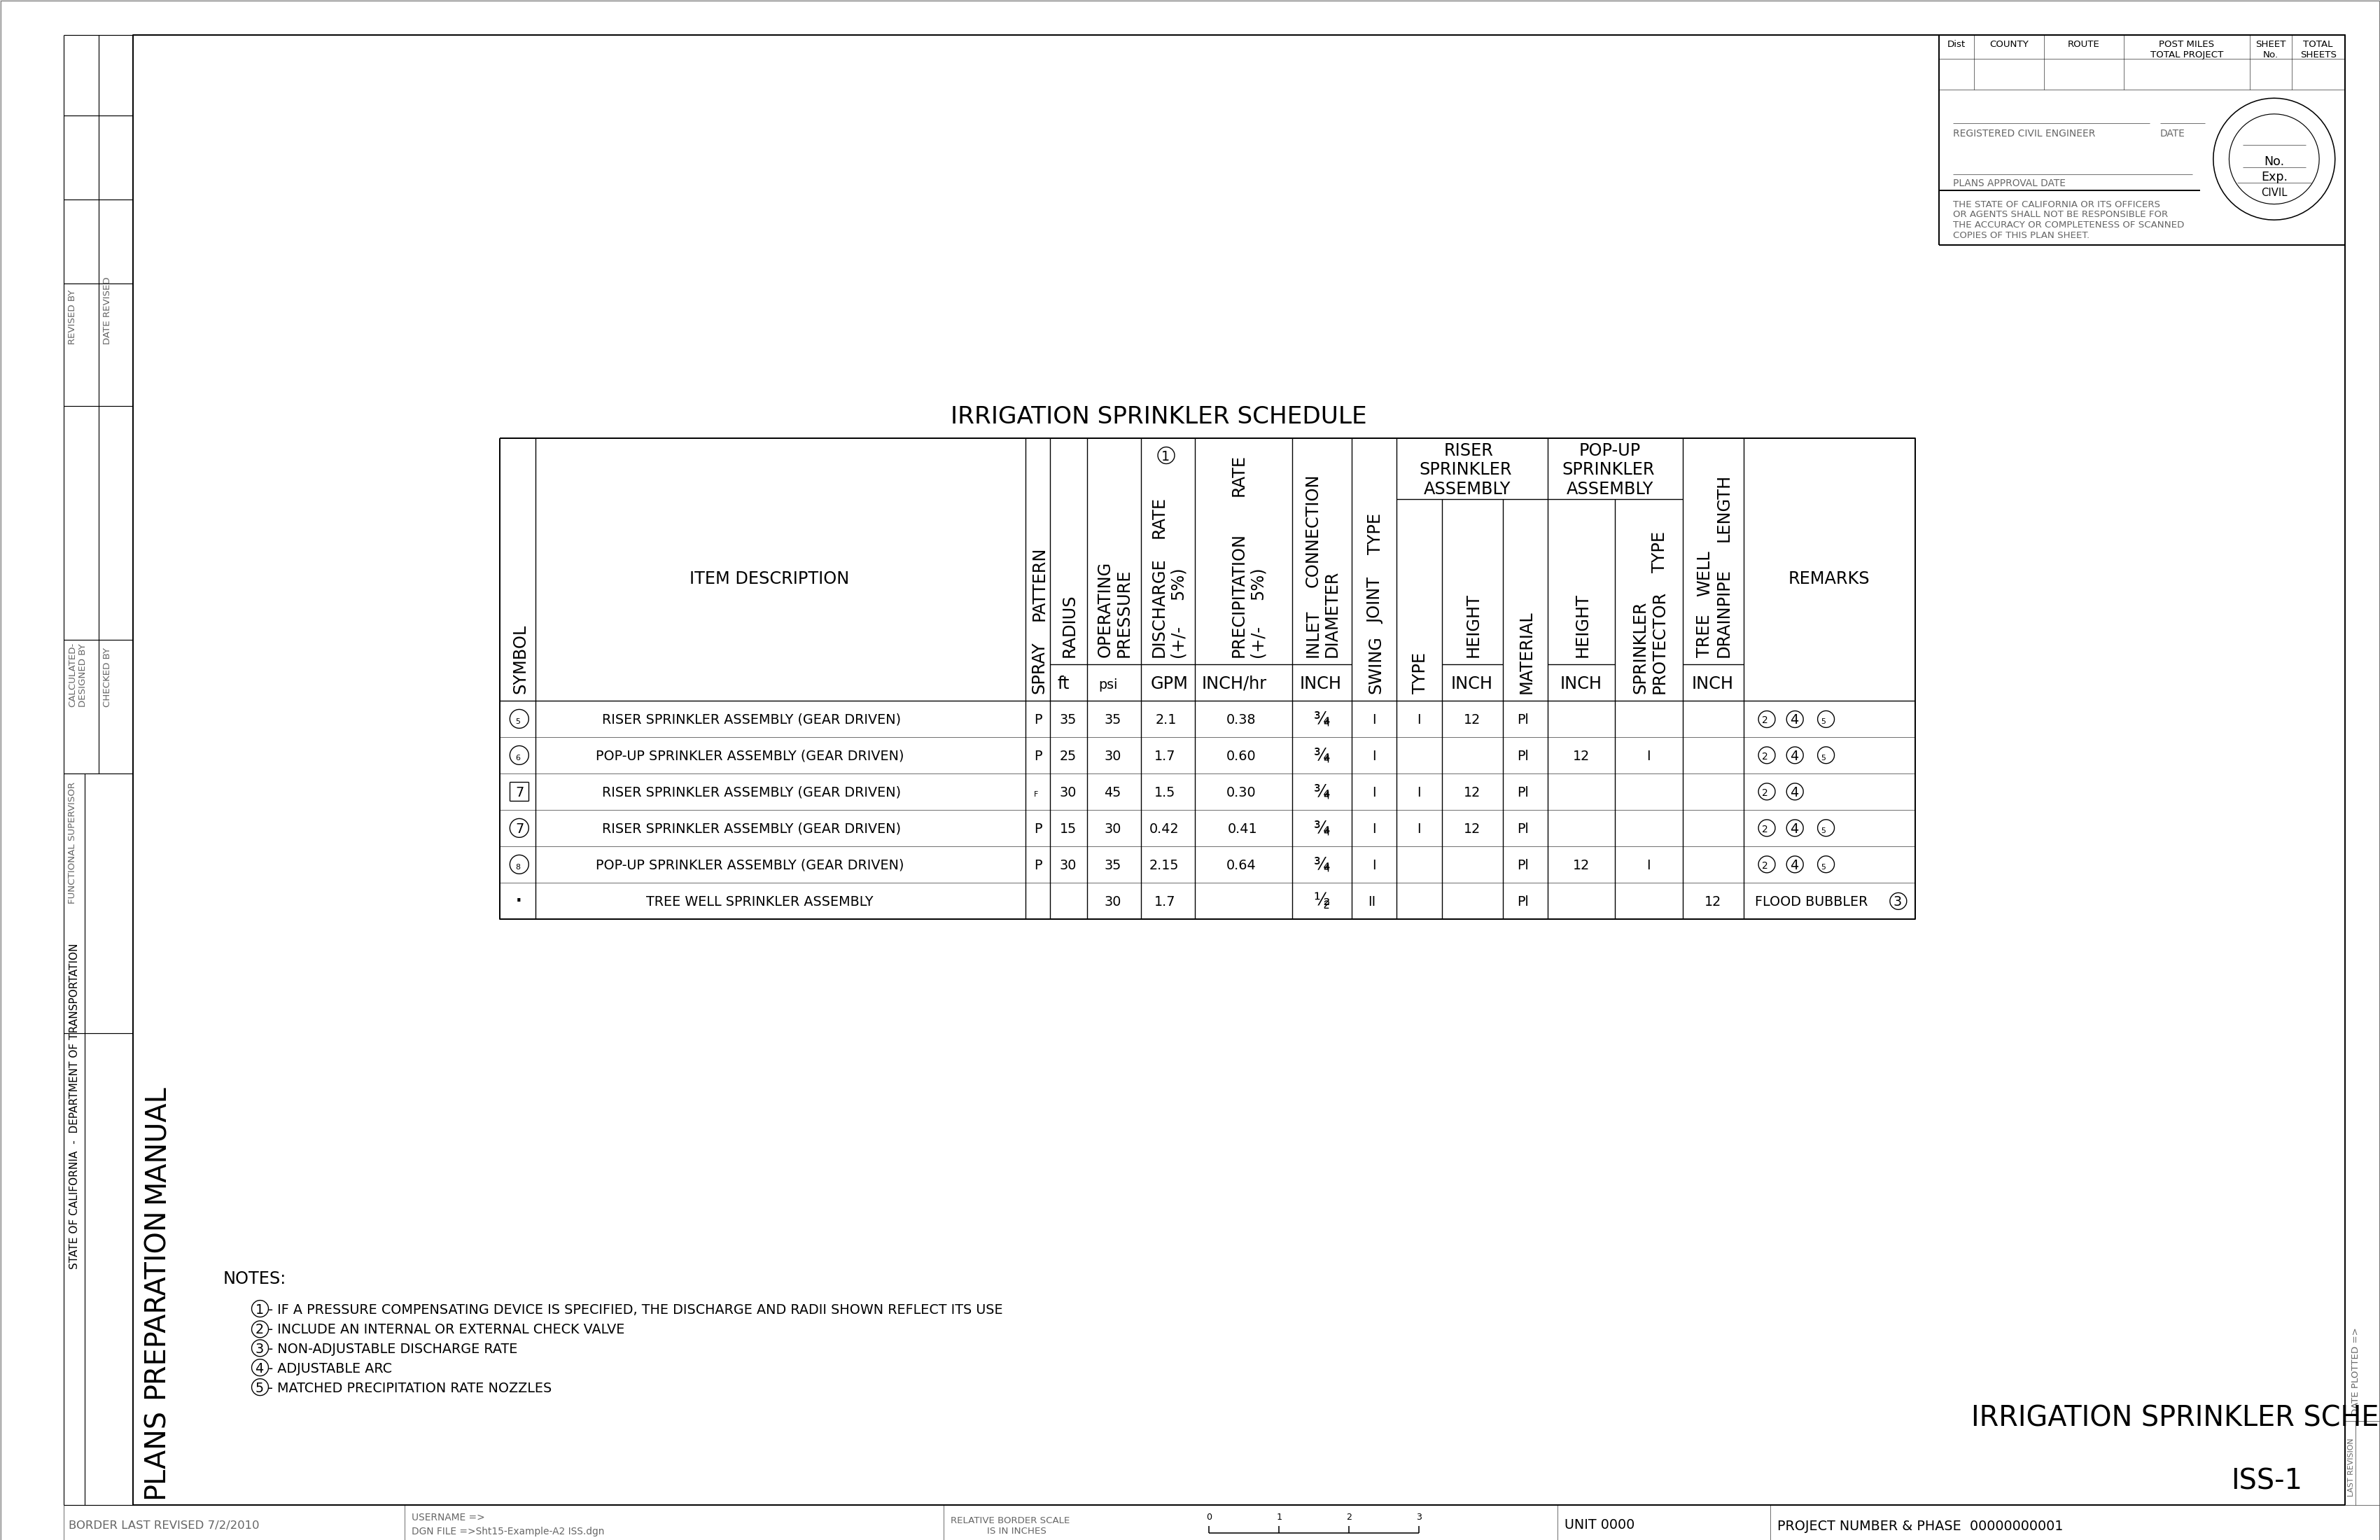 Dist COUNTY ROUTE POST MILES TOTAL PROJECT SHEET No. TOTAL SHEETS
REGISTERED CIVIL ENGINEER DATE
PLANS APPROVAL DATE
THE STATE OF CALIFORNIA OR ITS OFFICERS
OR AGENTS SHALL NOT BE RESPONSIBLE FOR
THE ACCURACY OR COMPLETENESS OF SCANNED
COPIES OF THIS PLAN SHEET.
No.
Exp.
CIVIL
REVISED BY
DATE REVISED
CALCULATED-
DESIGNED BY
CHECKED BY
FUNCTIONAL SUPERVISOR
STATE OF CALIFORNIA - DEPARTMENT OF TRANSPORTATION
PLANS PREPARATION MANUAL
IRRIGATION SPRINKLER SCHEDULE
SYMBOL
ITEM DESCRIPTION
SPRAY PATTERN
RADIUS
ft
OPERATING
PRESSURE
psi
1
DISCHARGE RATE
(+/- 5%)
GPM
PRECIPITATION RATE
(+/- 5%)
INCH/hr
INLET CONNECTION
DIAMETER
INCH
SWING JOINT TYPE
RISER
SPRINKLER
ASSEMBLY
TYPE
HEIGHT
INCH
MATERIAL
POP-UP
SPRINKLER
ASSEMBLY
HEIGHT
INCH
SPRINKLER
PROTECTOR TYPE
TREE WELL
DRAINPIPE LENGTH
INCH
REMARKS
5 RISER SPRINKLER ASSEMBLY (GEAR DRIVEN) P 35 35 2.1 0.38 ¾ I I 12 Pl 2 4 5
6 POP-UP SPRINKLER ASSEMBLY (GEAR DRIVEN) P 25 30 1.7 0.60 ¾ I Pl 12 I 2 4 5
7 RISER SPRINKLER ASSEMBLY (GEAR DRIVEN) F 30 45 1.5 0.30 ¾ I I 12 Pl 2 4
7 RISER SPRINKLER ASSEMBLY (GEAR DRIVEN) P 15 30 0.42 0.41 ¾ I I 12 Pl 2 4 5
8 POP-UP SPRINKLER ASSEMBLY (GEAR DRIVEN) P 30 35 2.15 0.64 ¾ I Pl 12 I 2 4 5
TREE WELL SPRINKLER ASSEMBLY 30 1.7 ½ II Pl 12 FLOOD BUBBLER 3
NOTES:
1 - IF A PRESSURE COMPENSATING DEVICE IS SPECIFIED, THE DISCHARGE AND RADII SHOWN REFLECT ITS USE
2 - INCLUDE AN INTERNAL OR EXTERNAL CHECK VALVE
3 - NON-ADJUSTABLE DISCHARGE RATE
4 - ADJUSTABLE ARC
5 - MATCHED PRECIPITATION RATE NOZZLES
IRRIGATION SPRINKLER SCHE
ISS-1
DATE PLOTTED =>
LAST REVISION
BORDER LAST REVISED 7/2/2010
USERNAME =>
DGN FILE =>Sht15-Example-A2 ISS.dgn
RELATIVE BORDER SCALE
IS IN INCHES
0 1 2 3
UNIT 0000
PROJECT NUMBER & PHASE 00000000001